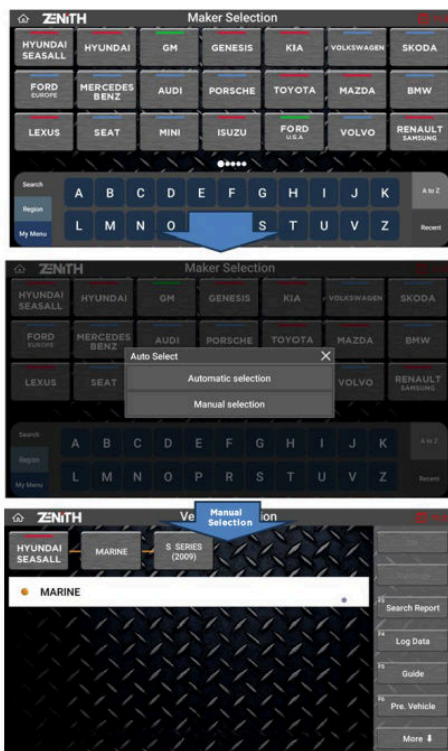 ZENITH
Maker Selection
HYUNDAI SEASALL
HYUNDAI
GM
GENESIS
KIA
VOLKSWAGEN
SKODA
FORD EUROPE
MERCEDES BENZ
AUDI
PORSCHE
TOYOTA
MAZDA
BMW
LEXUS
SEAT
MINI
ISUZU
FORD U.S.A
VOLVO
RENAULT SAMSUNG
Search
A B C D E F G H I J K
A to Z
Region
My Menu
L M N O S T U V Z
Recent
ZENITH
Maker Selection
HYUNDAI SEASALL
HYUNDAI
GM
GENESIS
KIA
VOLKSWAGEN
SKODA
FORD EUROPE
MERCEDES BENZ
AUDI
PORSCHE
TOYOTA
MAZDA
BMW
Auto Select
Automatic selection
Manual selection
LEXUS
SEAT
VOLVO
RENAULT SAMSUNG
Search
A B C D E F G H I J K
A to Z
Region
My Menu
L M N O P R S T U V Z
Recent
ZENITH
Manual
Selection
HYUNDAI SEASALL
MARINE
S SERIES (2009)
MARINE
Search Report
F4
Log Data
F5
Guide
F6
Pre. Vehicle
More